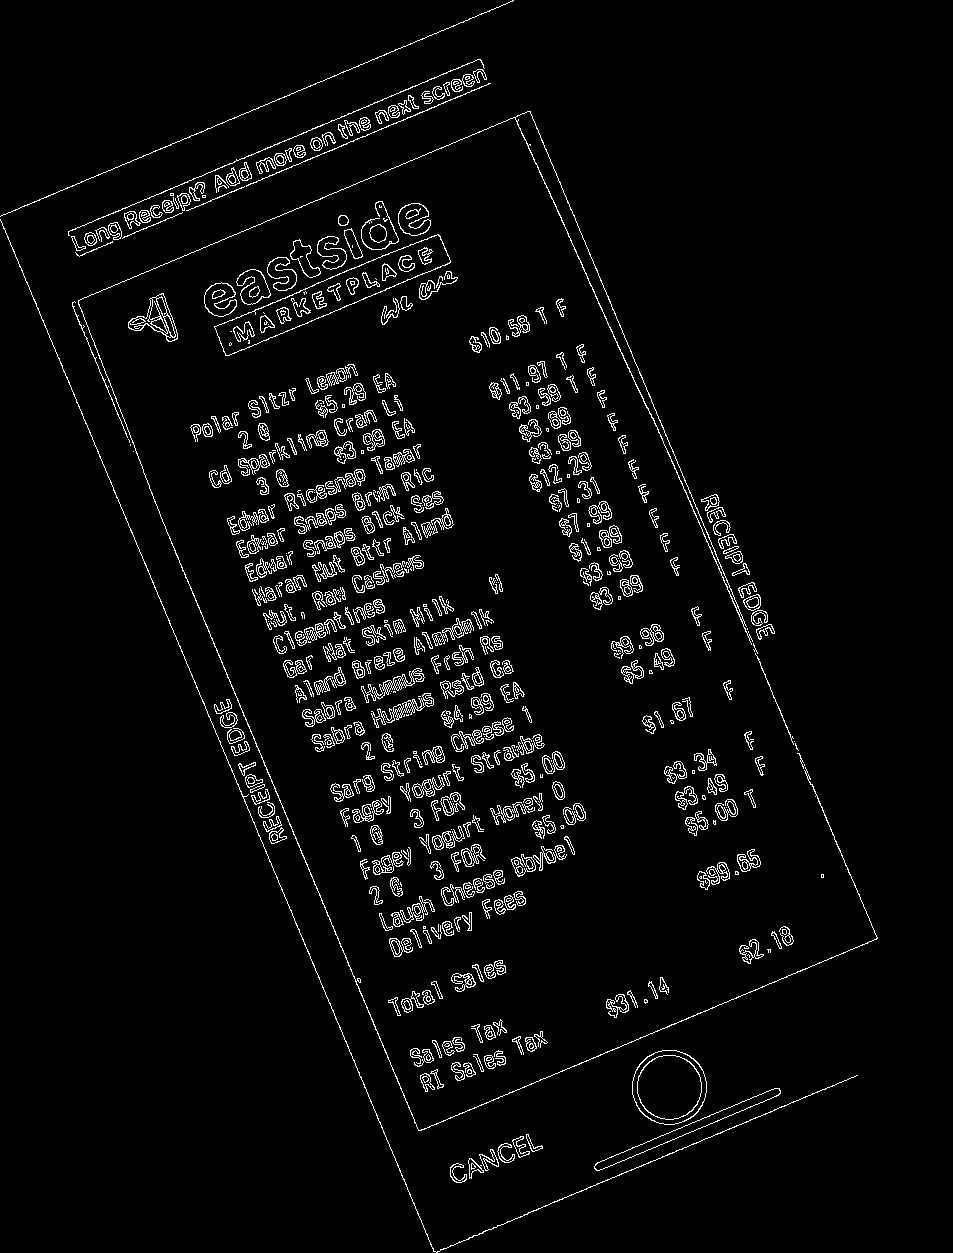 Long Receipt? Add more on the next screen
eastside
MARKETPLACE
we are
Polar Sltzr Lemon
2 @ $5.29 EA $10.58 T F
Cd Sparkling Cran Li
3 @ $3.99 EA $11.97 T F
Edwar Ricesnap Tamar $3.59 T F
Edwar Snaps Brwn Ric $3.69 F
Edwar Snaps Blck Ses $3.69 F
Maran Nut Bttr Almnd $12.29 F
Nut, Raw Cashews $7.31 F
Clementines $7.99 F
Gar Nat Skim Milk W $1.89 F
Almnd Breze Almndmlk $3.99 F
Sabra Hummus Frsh Rs $3.69 F
Sabra Hummus Rstd Ga
2 @ $4.99 EA $9.98 F
Sarg String Cheese 1 $5.49 F
Fagey Yogurt Strawbe
1 @ 3 FOR $5.00 $1.67 F
Fagey Yogurt Honey O
2 @ 3 FOR $5.00 $3.34 F
Laugh Cheese Bbybel $3.49 F
Delivery Fees $5.00 T
Total Sales $99.65
Sales Tax
RI Sales Tax $31.14 $2.18
RECEIPT EDGE
RECEIPT EDGE
CANCEL